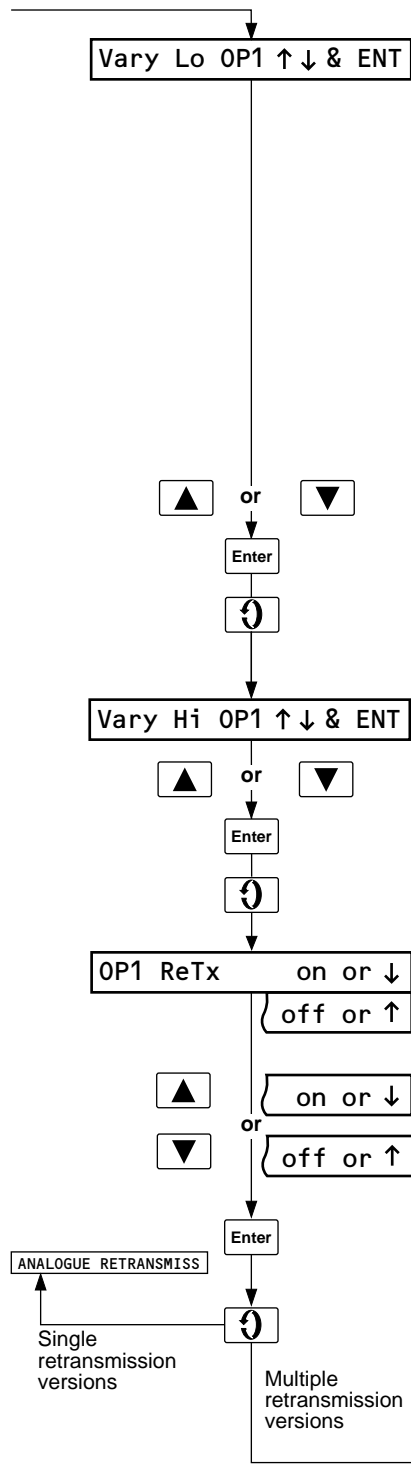 Vary Lo OP1 ↑ ↓ & ENT
or
Enter
Vary Hi OP1 ↑ ↓ & ENT
or
Enter
OP1 ReTx on or ↓
off or ↑
on or ↓
or
off or ↑
Enter
ANALOGUE RETRANSMISS
Single
retransmission
versions
Multiple
retransmission
versions